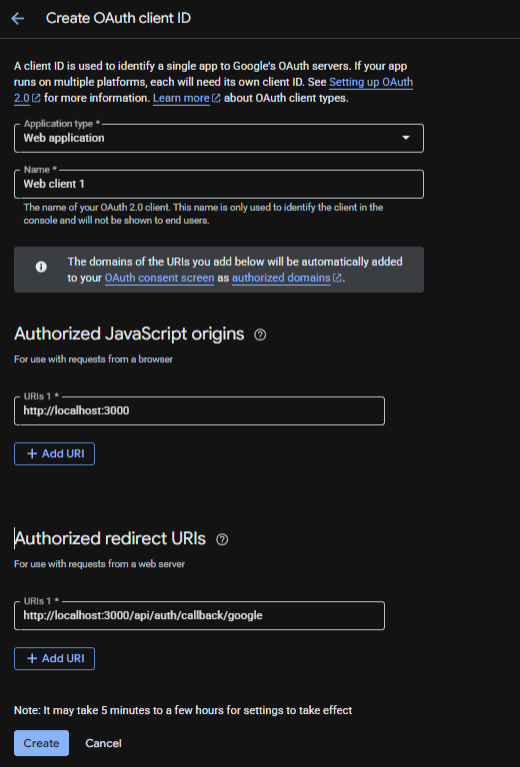 Create OAuth client ID
A client ID is used to identify a single app to Google's OAuth servers. If your app
runs on multiple platforms, each will need its own client ID. See Setting up OAuth
2.0 for more information. Learn more about OAuth client types.
Application type *
Web application
Name *
Web client 1
The name of your OAuth 2.0 client. This name is only used to identify the client in the
console and will not be shown to end users.
The domains of the URIs you add below will be automatically added
to your OAuth consent screen as authorized domains.
Authorized JavaScript origins
For use with requests from a browser
URIs 1 *
http://localhost:3000
+ Add URI
Authorized redirect URIs
For use with requests from a web server
URIs 1 *
http://localhost:3000/api/auth/callback/google
+ Add URI
Note: It may take 5 minutes to a few hours for settings to take effect
Create Cancel